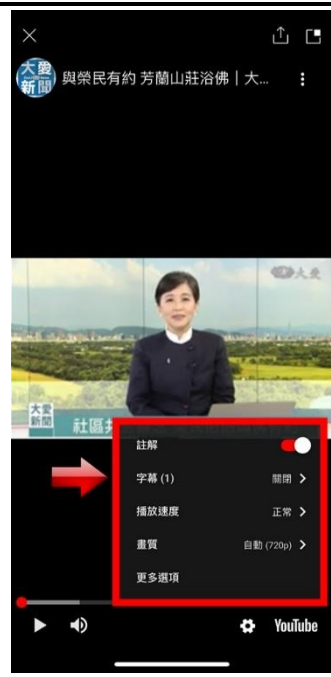 大愛
新聞
與榮民有約 芳蘭山莊浴佛｜大...
大愛
大愛
新聞
社區
註解
字幕 (1) 關閉
播放速度 正常
畫質 自動 (720p)
更多選項
YouTube